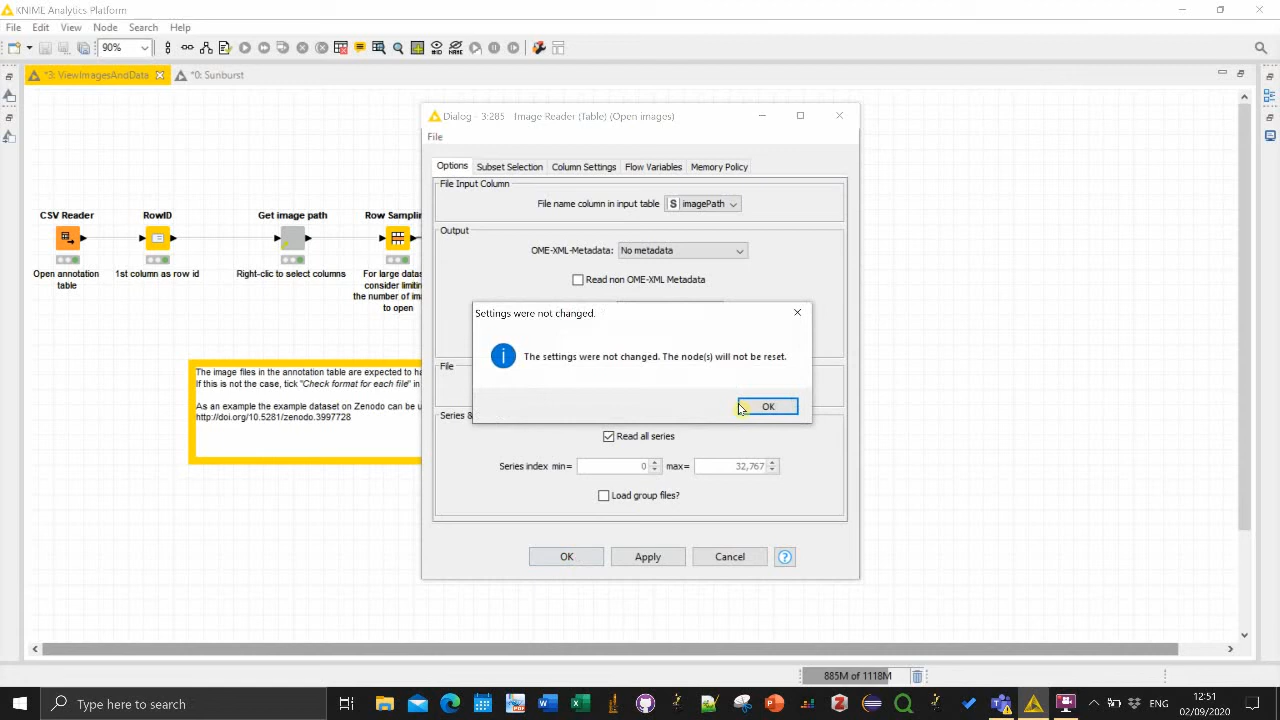 KNIME Analytics Platform
File Edit View Node Search Help
90%
*3: ViewImagesAndData
*0: Sunburst
Dialog - 3:285 - Image Reader (Table) (Open images)
File
Options Subset Selection Column Settings Flow Variables Memory Policy
File Input Column
File name column in input table S imagePath
Output
OME-XML-Metadata: No metadata
Read non OME-XML Metadata
Settings were not changed.
The settings were not changed. The node(s) will not be reset.
OK
File
Series &
Read all series
Series index min= 0 max= 32,767
Load group files?
OK Apply Cancel
CSV Reader
Open annotation
table
RowID
1st column as row id
Get image path
Right-clic to select columns
Row Samplin
For large data
consider limiti
the number of im
to open
The image files in the annotation table are expected to ha
If this is not the case, tick "Check format for each file" in
As an example the example dataset on Zenodo can be u
http://doi.org/10.5281/zenodo.3997728
885M of 1118M
Type here to search
ENG
12:51
02/09/2020